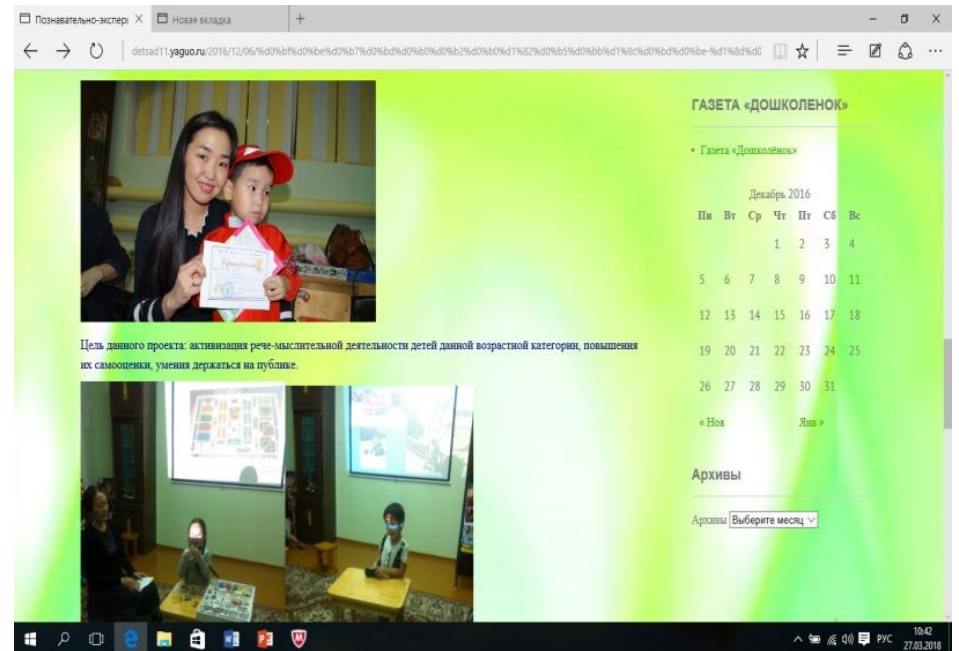 Познавательно-экспери
Новая вкладка
detsad11.yaguo.ru/2016/12/06/%d0%bf%d0%be%d0%b7%d0%bd%d0%b0%d0%b2%d0%b0%d1%82%d0%b5%d0%bb%d1%8c%d0%bd%d0%be-%d1%8d%d0
ГАЗЕТА «ДОШКОЛЕНОК»
• Газета «Дошколёнок»
Декабрь 2016
Пн Вт Ср Чт Пт Сб Вс
1 2 3 4
5 6 7 8 9 10 11
12 13 14 15 16 17 18
19 20 21 22 23 24 25
26 27 28 29 30 31
« Ноя Янв »
Цель данного проекта: активизация рече-мыслительной деятельности детей данной возрастной категории, повышения
их самооценки, умения держаться на публике.
Архивы
Архивы Выберите месяц
РУС
10:42
27.03.2018